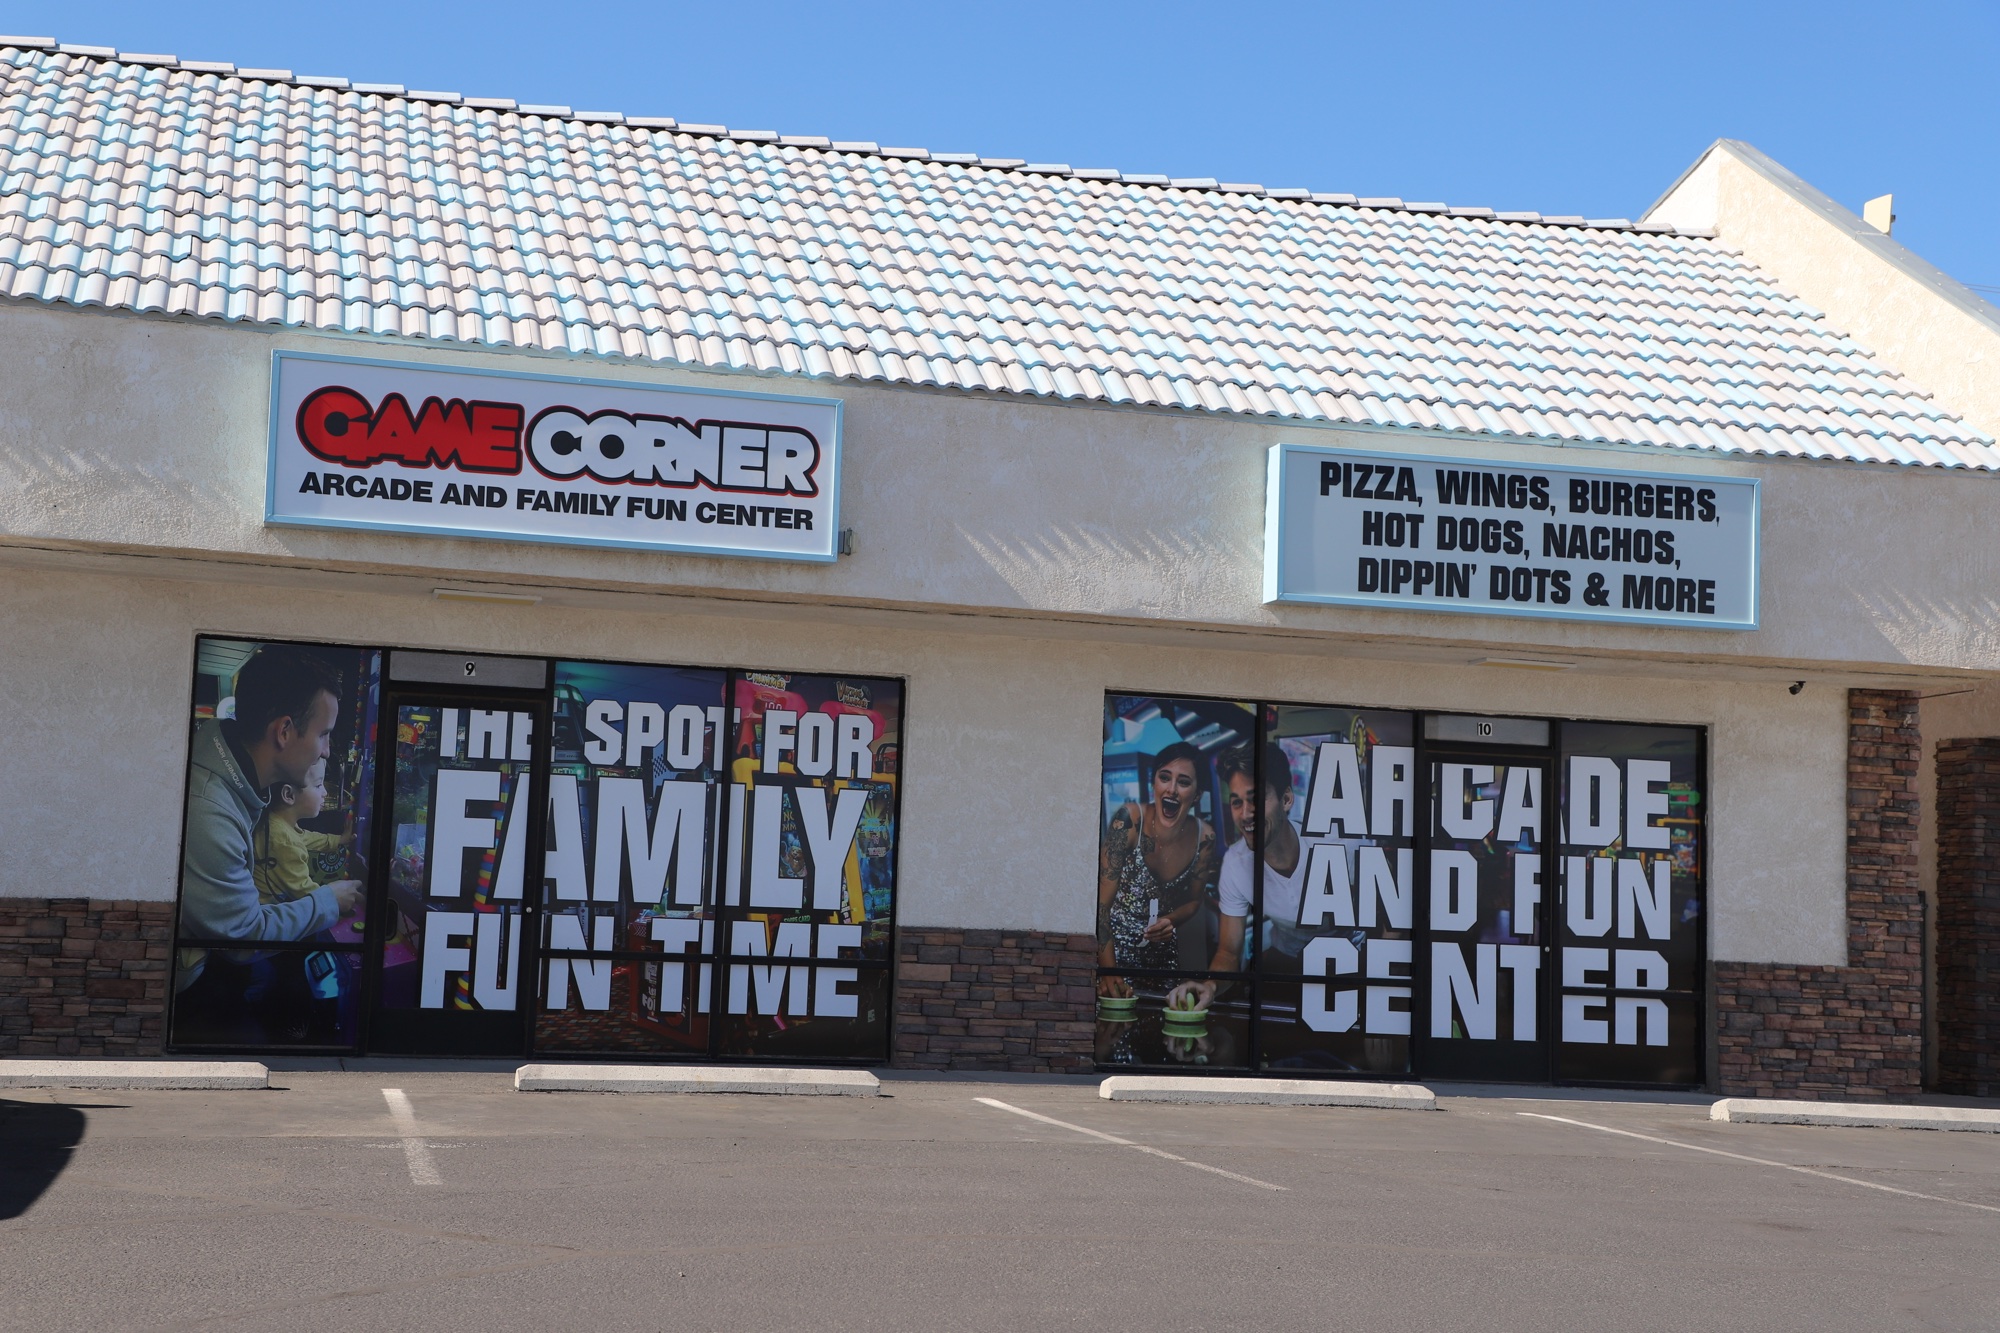 GAME CORNER
ARCADE AND FAMILY FUN CENTER
PIZZA, WINGS, BURGERS,
HOT DOGS, NACHOS,
DIPPIN' DOTS & MORE
9
THE SPOT FOR
FAMILY
FUN TIME
10
ARCADE
AND FUN
CENTER